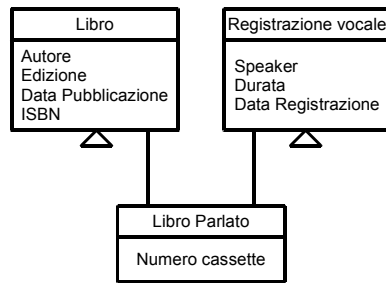 Libro
Autore
Edizione
Data Pubblicazione
ISBN
Registrazione vocale
Speaker
Durata
Data Registrazione
Libro Parlato
Numero cassette